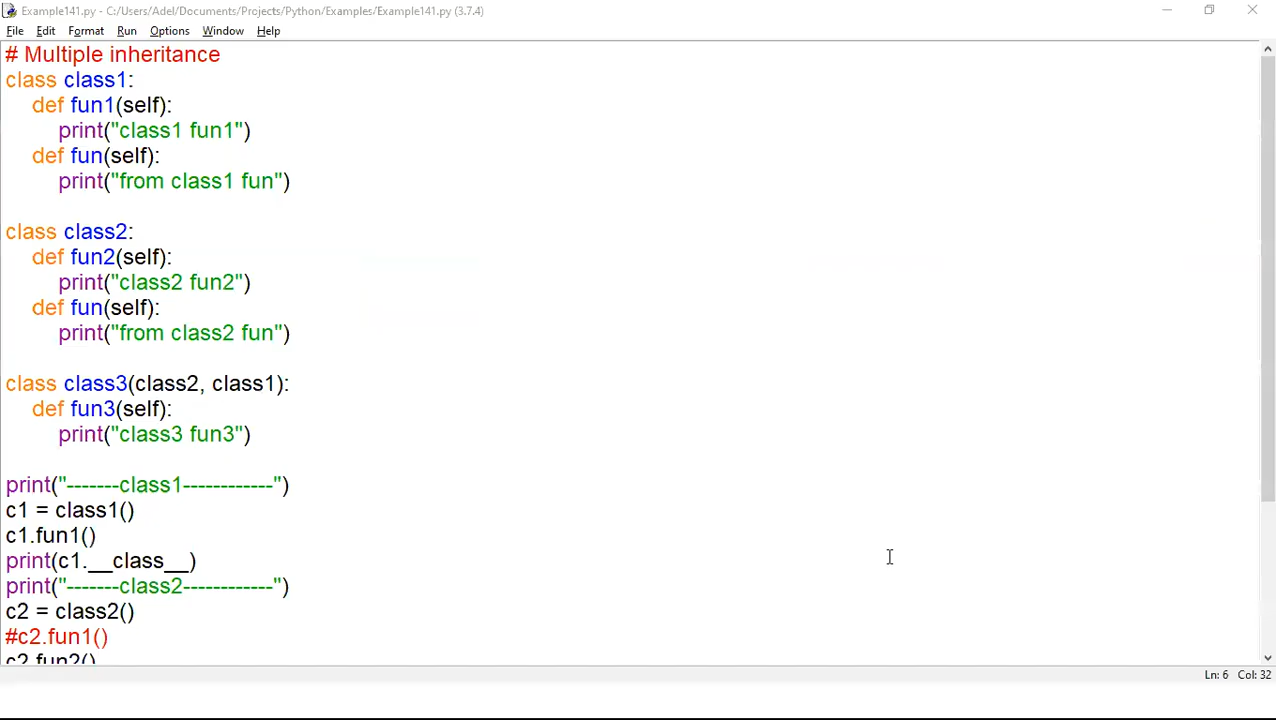 Example141.py - C:/Users/Adel/Documents/Projects/Python/Examples/Example141.py (3.7.4)
File Edit Format Run Options Window Help
# Multiple inheritance
class class1:
    def fun1(self):
        print("class1 fun1")
    def fun(self):
        print("from class1 fun")

class class2:
    def fun2(self):
        print("class2 fun2")
    def fun(self):
        print("from class2 fun")

class class3(class2, class1):
    def fun3(self):
        print("class3 fun3")

print("-------class1------------")
c1 = class1()
c1.fun1()
print(c1.__class__)
print("-------class2------------")
c2 = class2()
#c2.fun1()
c2.fun2()
Ln: 6 Col: 32